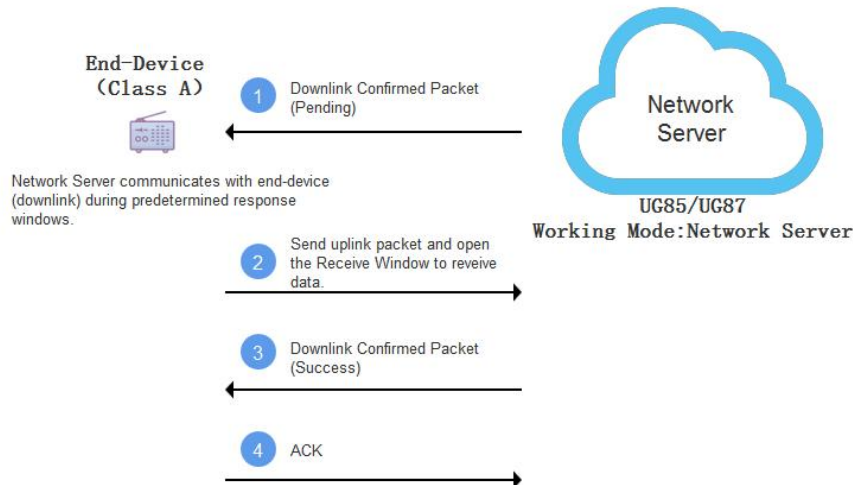 End-Device
(Class A)
1
Downlink Confirmed Packet
(Pending)
Network
Server
Network Server communicates with end-device
(downlink) during predetermined response
windows.
UG85/UG87
Working Mode:Network Server
2
Send uplink packet and open
the Receive Window to reveive
data.
3
Downlink Confirmed Packet
(Success)
4
ACK